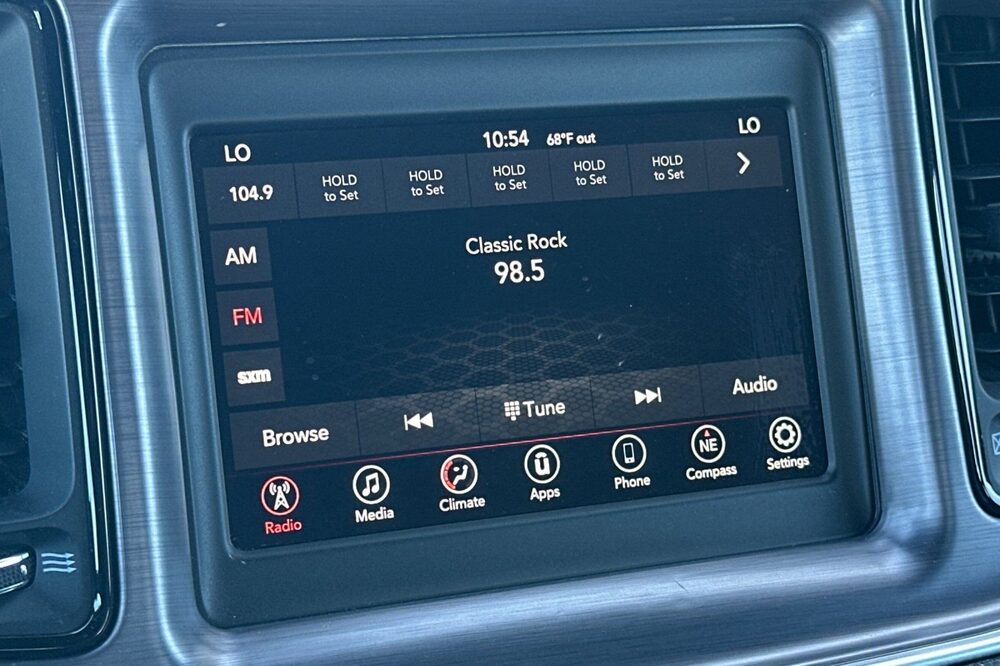 LO 10:54 68°F out LO
104.9 HOLD to Set HOLD to Set HOLD to Set HOLD to Set HOLD to Set
AM
Classic Rock
98.5
FM
sxm
Browse Tune Audio
Radio Media Climate Apps Phone NE Compass Settings